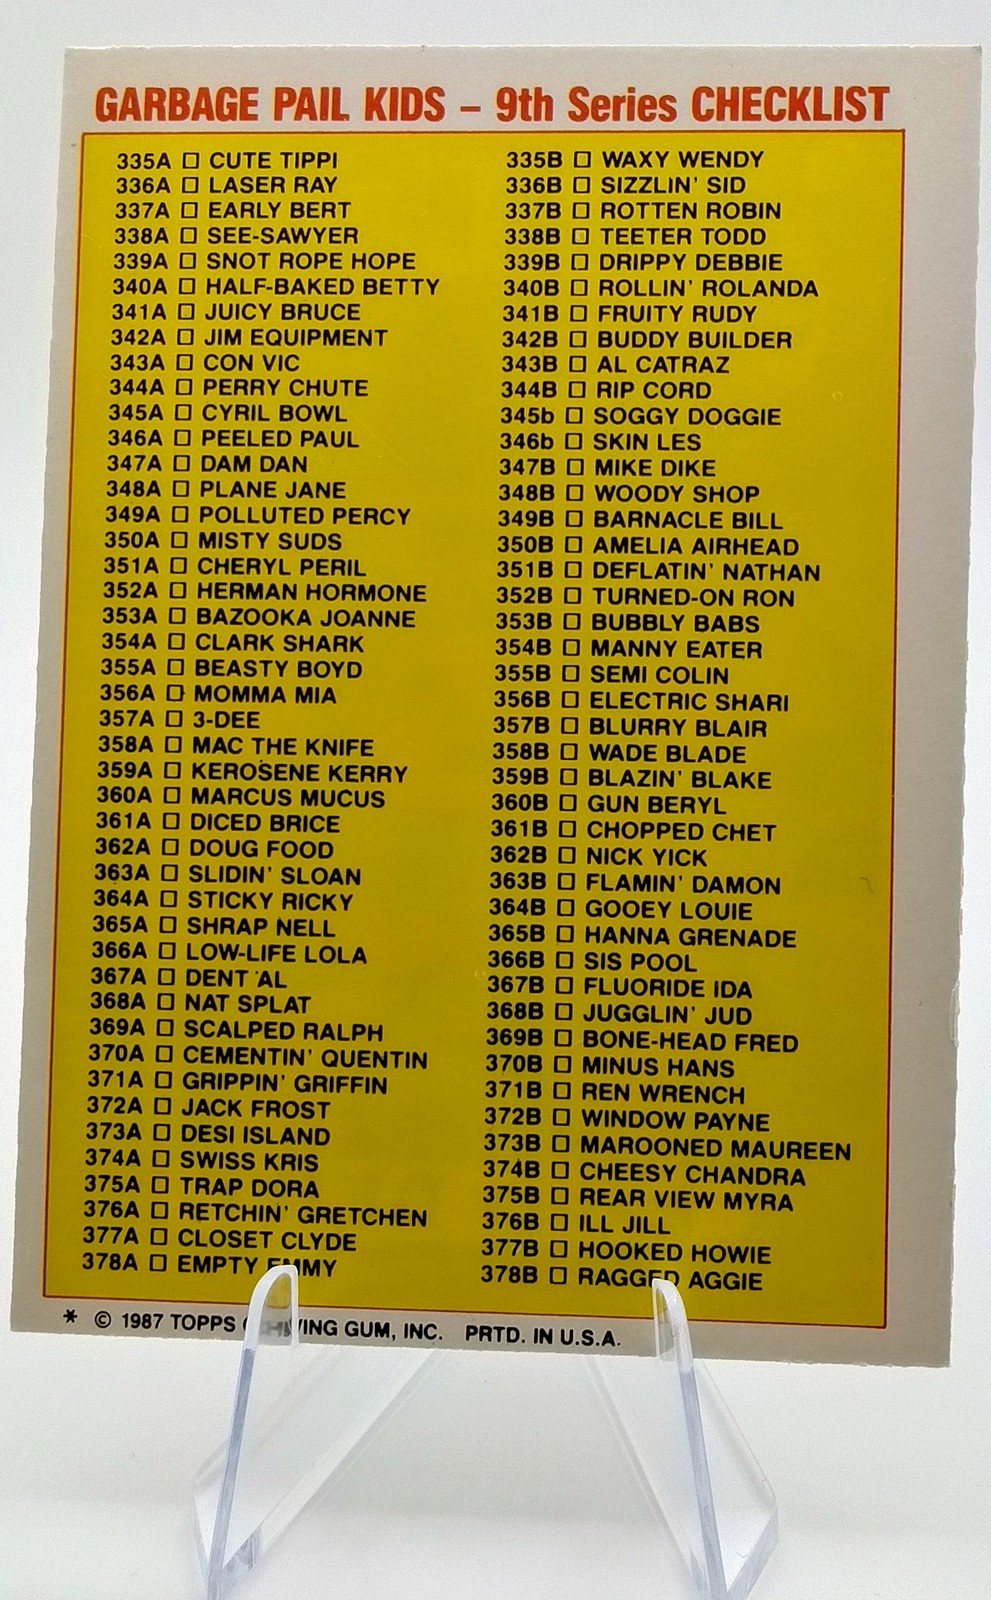 GARBAGE PAIL KIDS – 9th Series CHECKLIST
335A □ CUTE TIPPI
336A □ LASER RAY
337A □ EARLY BERT
338A □ SEE-SAWYER
339A □ SNOT ROPE HOPE
340A □ HALF-BAKED BETTY
341A □ JUICY BRUCE
342A □ JIM EQUIPMENT
343A □ CON VIC
344A □ PERRY CHUTE
345A □ CYRIL BOWL
346A □ PEELED PAUL
347A □ DAM DAN
348A □ PLANE JANE
349A □ POLLUTED PERCY
350A □ MISTY SUDS
351A □ CHERYL PERIL
352A □ HERMAN HORMONE
353A □ BAZOOKA JOANNE
354A □ CLARK SHARK
355A □ BEASTY BOYD
356A □ MOMMA MIA
357A □ 3-DEE
358A □ MAC THE KNIFE
359A □ KEROSENE KERRY
360A □ MARCUS MUCUS
361A □ DICED BRICE
362A □ DOUG FOOD
363A □ SLIDIN' SLOAN
364A □ STICKY RICKY
365A □ SHRAP NELL
366A □ LOW-LIFE LOLA
367A □ DENT AL
368A □ NAT SPLAT
369A □ SCALPED RALPH
370A □ CEMENTIN' QUENTIN
371A □ GRIPPIN' GRIFFIN
372A □ JACK FROST
373A □ DESI ISLAND
374A □ SWISS KRIS
375A □ TRAP DORA
376A □ RETCHIN' GRETCHEN
377A □ CLOSET CLYDE
378A □ EMPTY EMMY
335B □ WAXY WENDY
336B □ SIZZLIN' SID
337B □ ROTTEN ROBIN
338B □ TEETER TODD
339B □ DRIPPY DEBBIE
340B □ ROLLIN' ROLANDA
341B □ FRUITY RUDY
342B □ BUDDY BUILDER
343B □ AL CATRAZ
344B □ RIP CORD
345b □ SOGGY DOGGIE
346b □ SKIN LES
347B □ MIKE DIKE
348B □ WOODY SHOP
349B □ BARNACLE BILL
350B □ AMELIA AIRHEAD
351B □ DEFLATIN' NATHAN
352B □ TURNED-ON RON
353B □ BUBBLY BABS
354B □ MANNY EATER
355B □ SEMI COLIN
356B □ ELECTRIC SHARI
357B □ BLURRY BLAIR
358B □ WADE BLADE
359B □ BLAZIN' BLAKE
360B □ GUN BERYL
361B □ CHOPPED CHET
362B □ NICK YICK
363B □ FLAMIN' DAMON
364B □ GOOEY LOUIE
365B □ HANNA GRENADE
366B □ SIS POOL
367B □ FLUORIDE IDA
368B □ JUGGLIN' JUD
369B □ BONE-HEAD FRED
370B □ MINUS HANS
371B □ REN WRENCH
372B □ WINDOW PAYNE
373B □ MAROONED MAUREEN
374B □ CHEESY CHANDRA
375B □ REAR VIEW MYRA
376B □ ILL JILL
377B □ HOOKED HOWIE
378B □ RAGGED AGGIE
* © 1987 TOPPS CHEWING GUM, INC. PRTD. IN U.S.A.